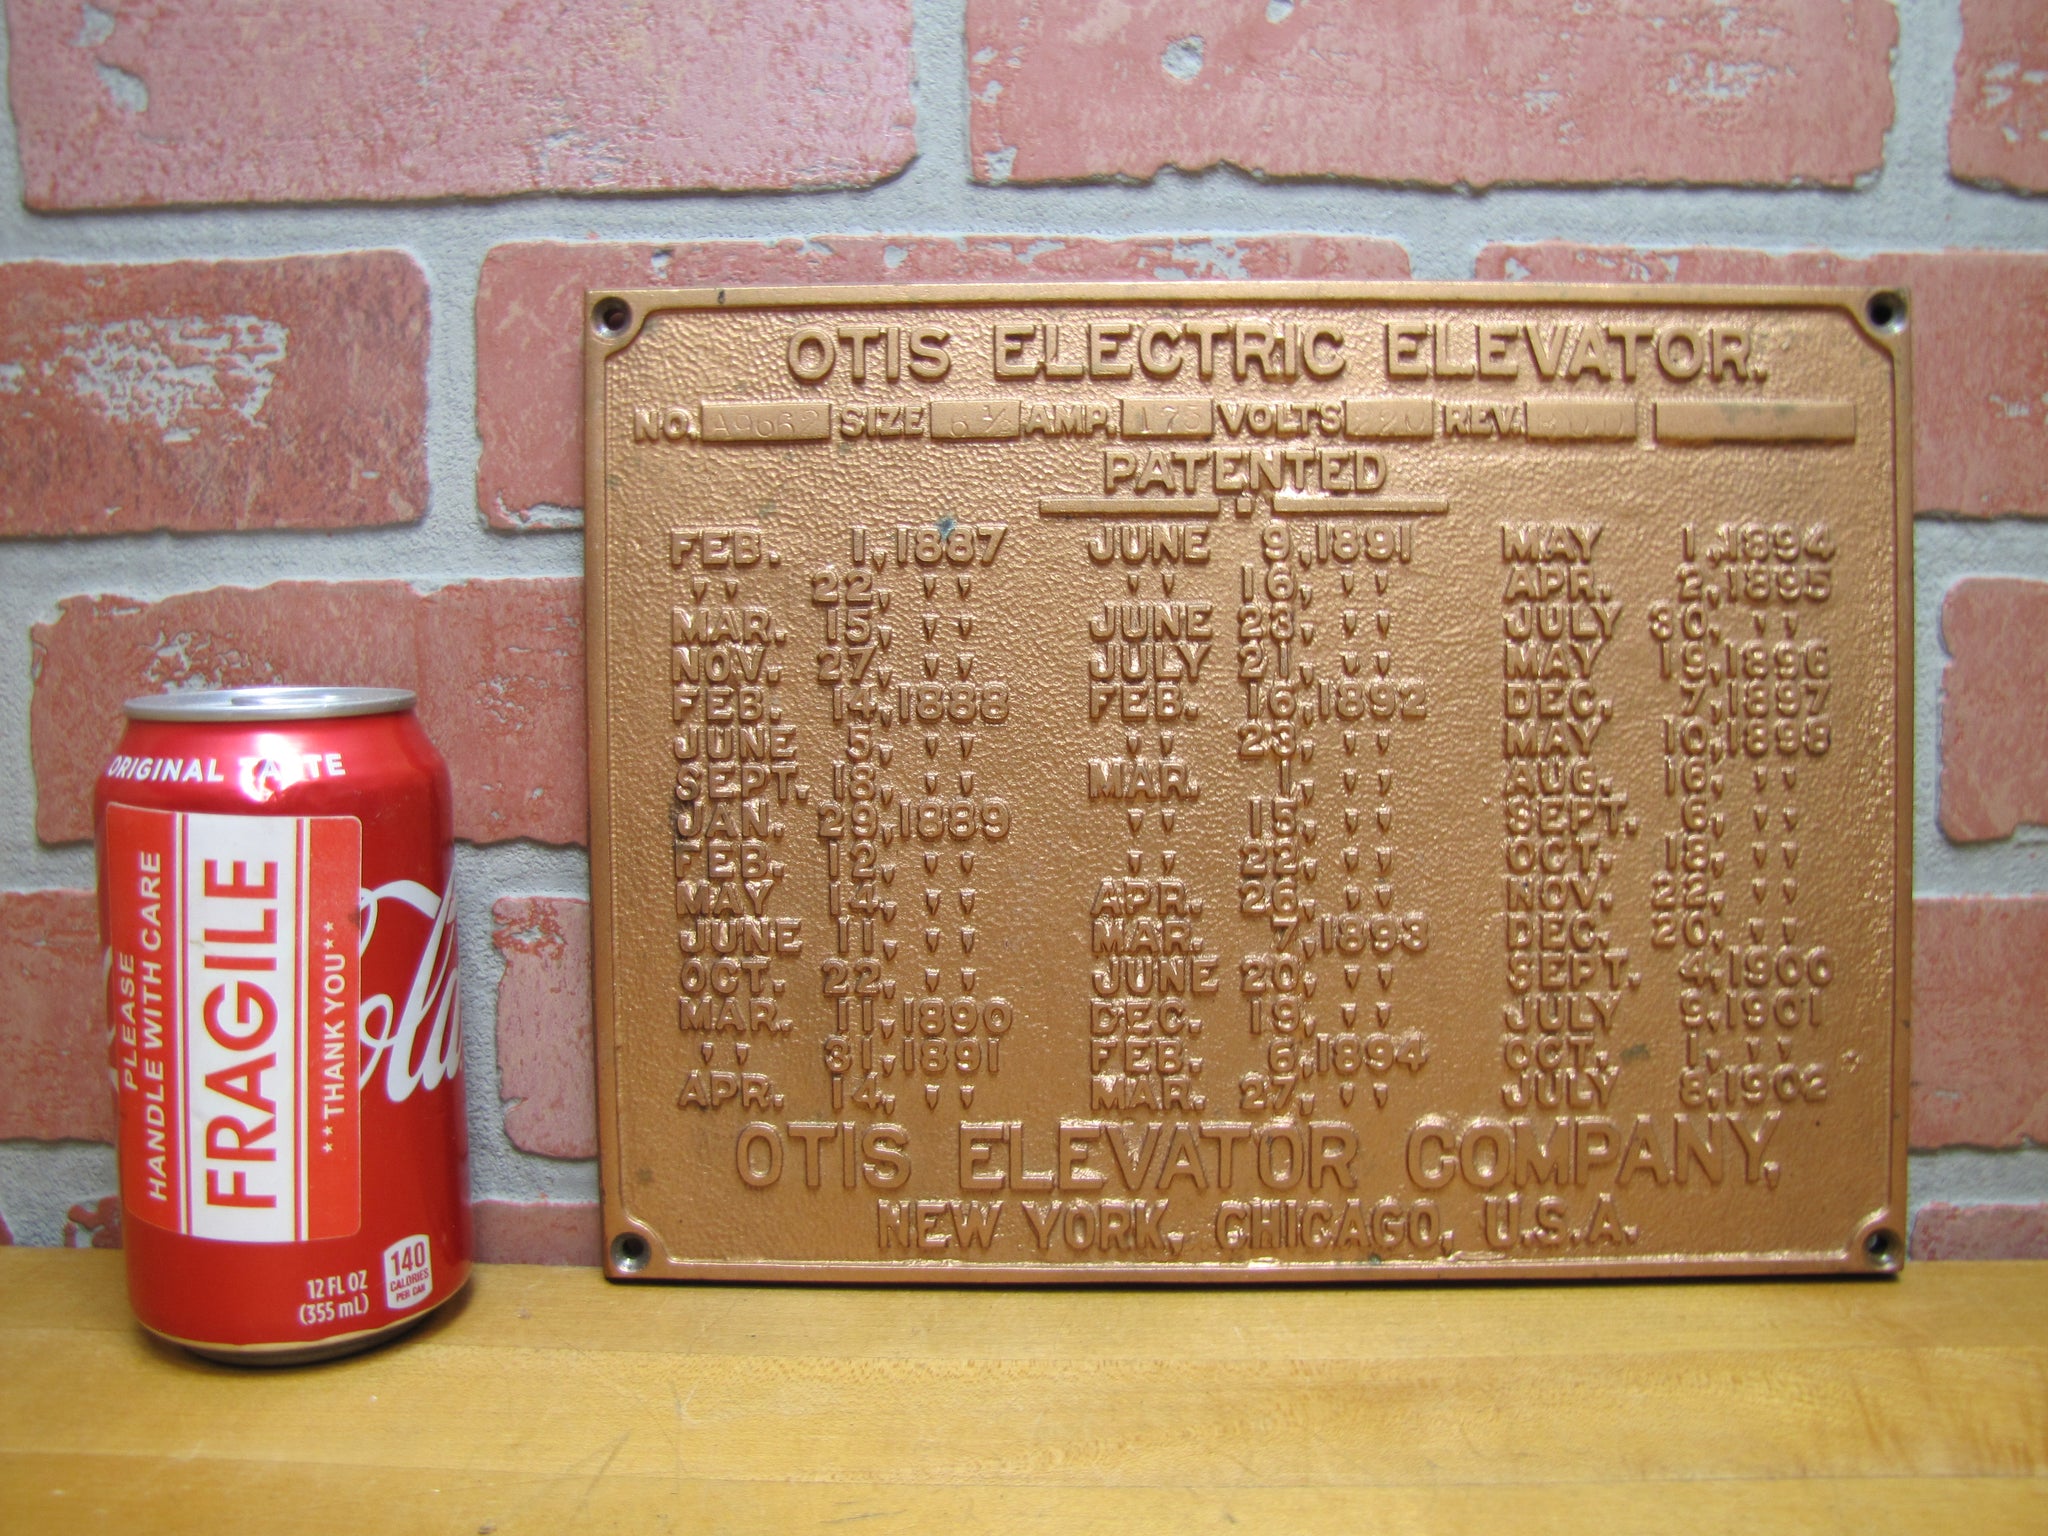 OTIS ELECTRIC ELEVATOR.
NO. A9662 SIZE 6 ½ AMP. 175 VOLTS 220 REV.
PATENTED
FEB. 1, 1887 JUNE 9, 1891 MAY 1, 1894
" 22, " " 16, " APR. 2, 1895
MAR. 15, " JUNE 23, " JULY 30, "
NOV. 27, " JULY 21, " MAY 19, 1896
FEB. 14, 1888 FEB. 16, 1892 DEC. 7, 1897
JUNE 5, " " 23, " MAY 10, 1898
SEPT. 18, " MAR. 1, " AUG. 16, "
JAN. 29, 1889 " 15, " SEPT. 6, "
FEB. 12, " " 22, " OCT. 18, "
MAY 14, " APR. 26, " NOV. 22, "
JUNE 11, " MAR. 7, 1893 DEC. 20, "
OCT. 22, " JUNE 20, " SEPT. 4, 1900
MAR. 11, 1890 DEC. 19, " JULY 9, 1901
" 31, 1891 FEB. 6, 1894 OCT. 1, "
APR. 14, " MAR. 27, " JULY 8, 1902
OTIS ELEVATOR COMPANY,
NEW YORK, CHICAGO, U.S.A.
ORIGINAL TASTE
PLEASE
HANDLE WITH CARE
FRAGILE
**THANK YOU**
Cola
12 FL OZ
(355 mL)
140
CALORIES
PER CAN